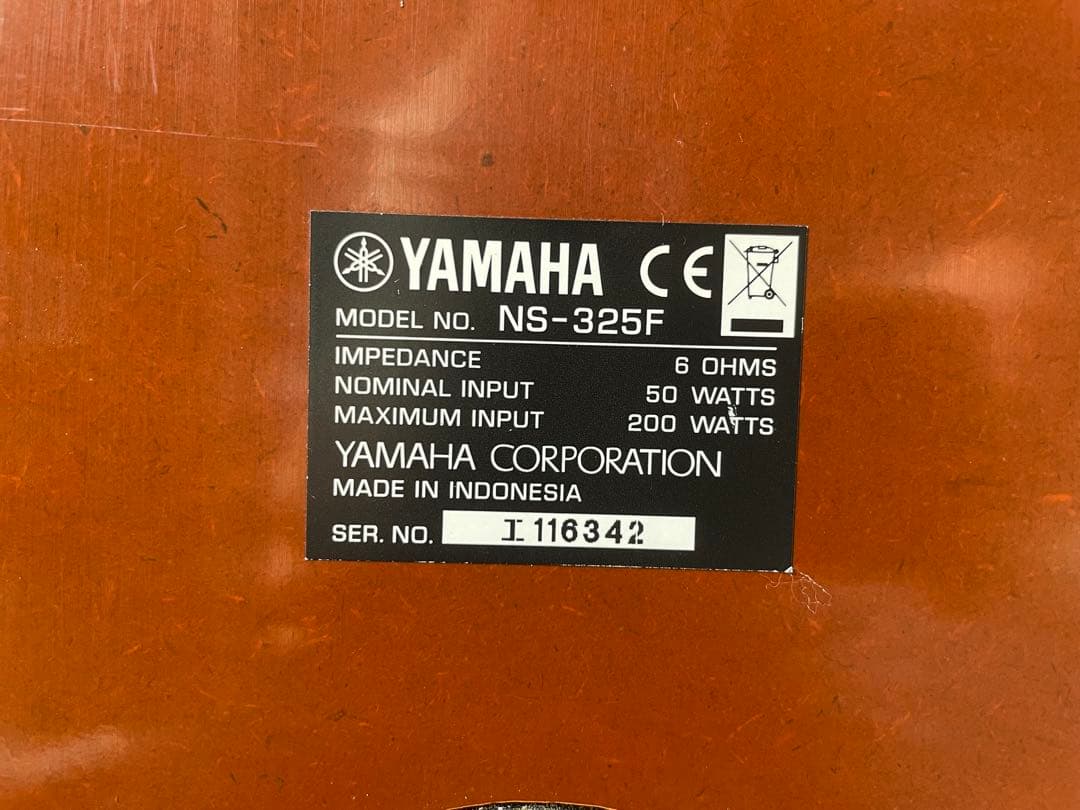 YAMAHA CE
MODEL NO. NS-325F
IMPEDANCE 6 OHMS
NOMINAL INPUT 50 WATTS
MAXIMUM INPUT 200 WATTS
YAMAHA CORPORATION
MADE IN INDONESIA
SER. NO. I 116342